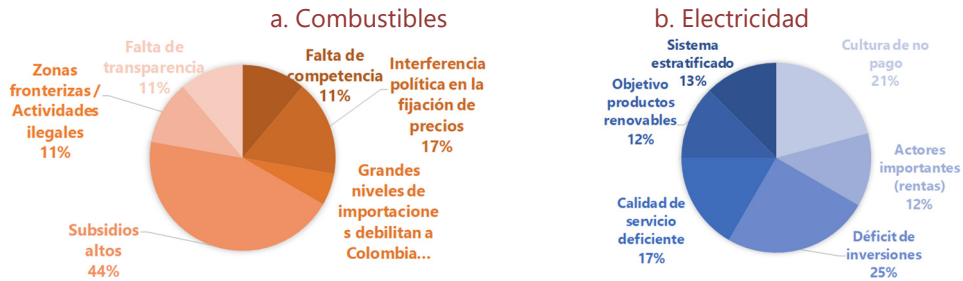 a. Combustibles
Falta de
transparencia
11%
Falta de
competencia
11%
Interferencia
política en la
fijación de
precios
17%
Grandes
niveles de
importacione
s debilitan a
Colombia...
Subsidios
altos
44%
Zonas
fronterizas /
Actividades
ilegales
11%
b. Electricidad
Sistema
estratificado
13%
Cultura de no
pago
21%
Actores
importantes
(rentas)
12%
Déficit de
inversiones
25%
Calidad de
servicio
deficiente
17%
Objetivo
productos
renovables
12%